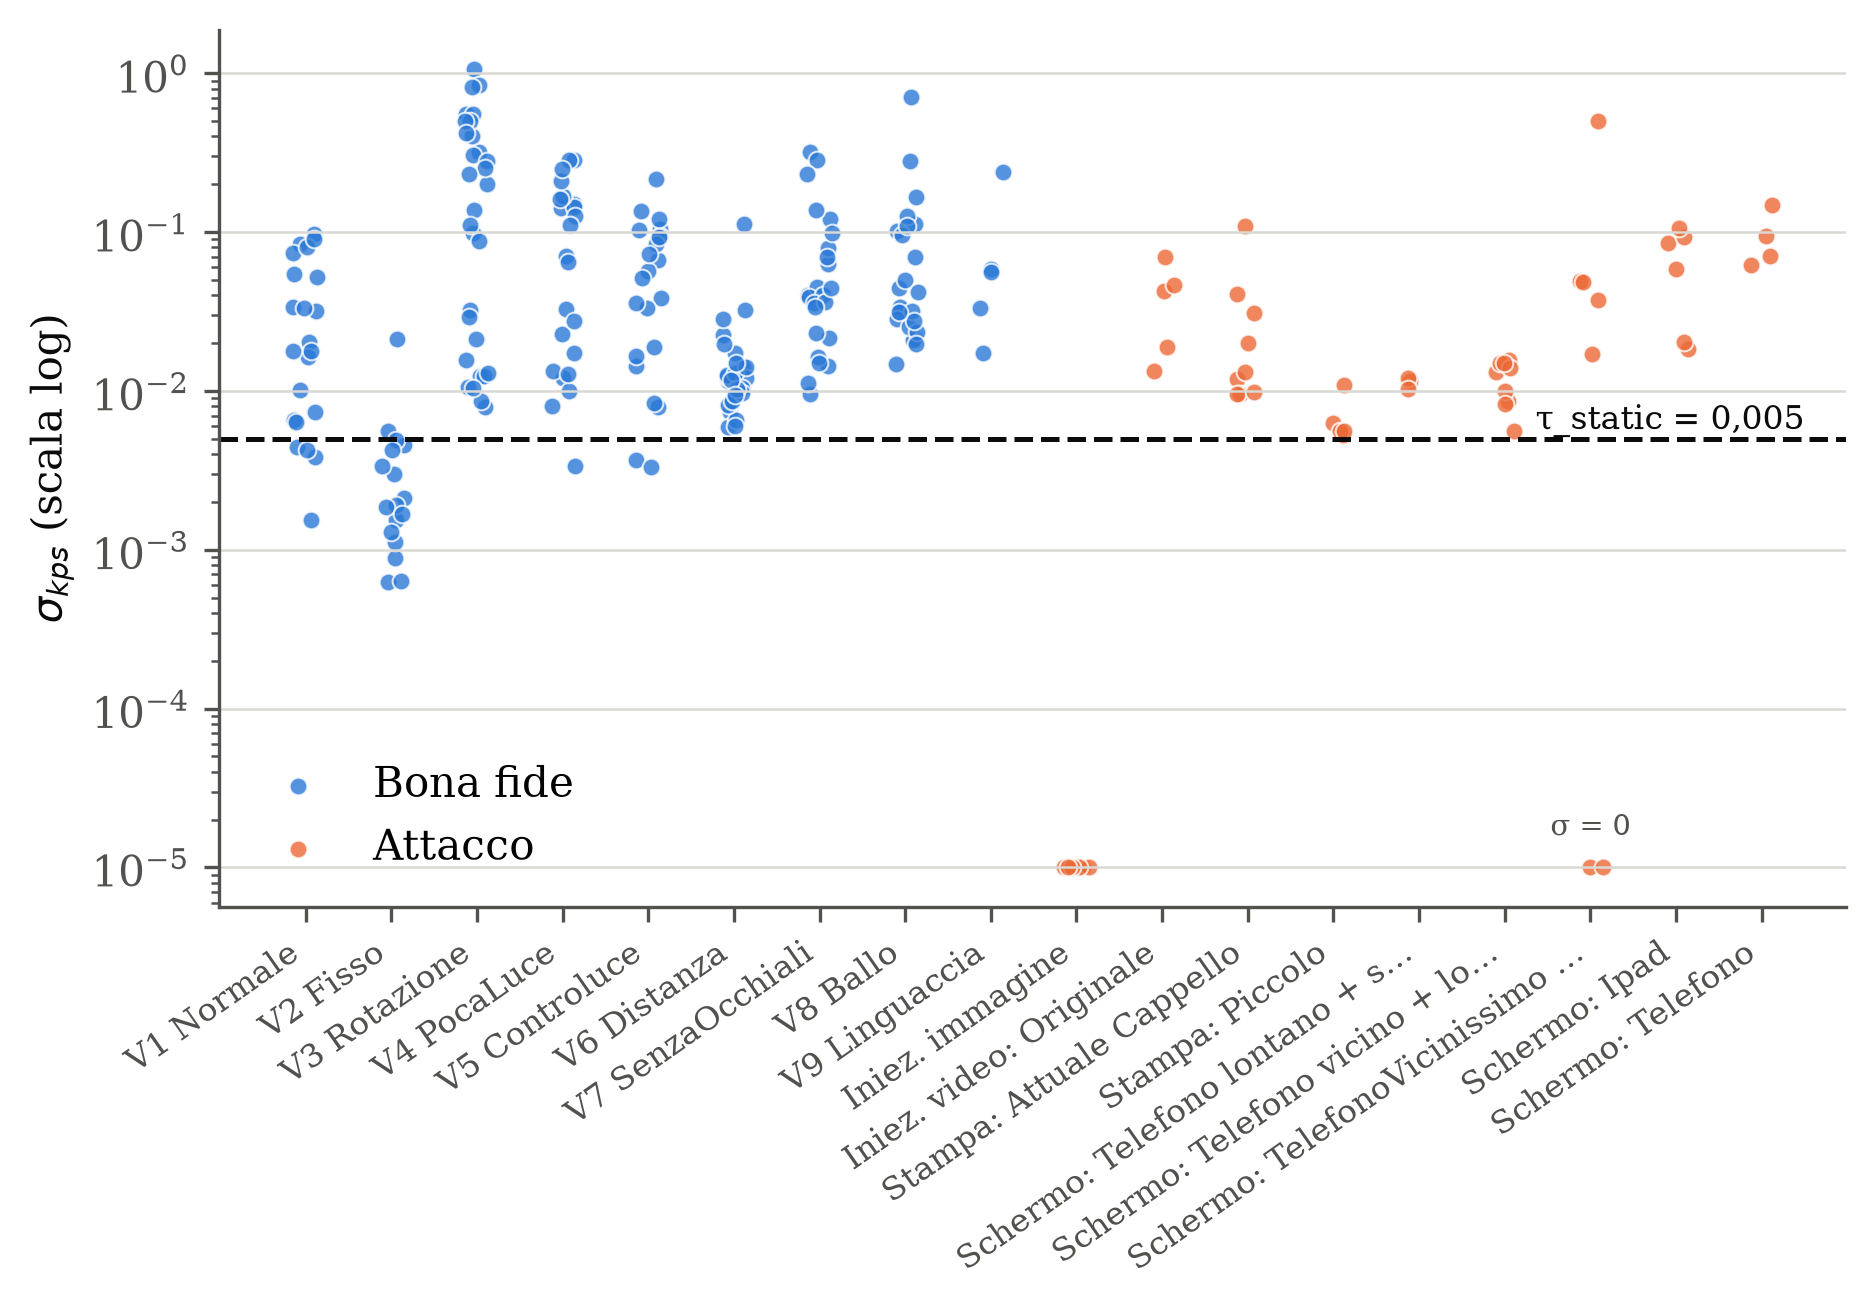 10⁰
10⁻¹
10⁻²
10⁻³
10⁻⁴
10⁻⁵
σₖₚₛ (scala log)
τ_static = 0,005
σ = 0
Bona fide
Attacco
V1 Normale
V2 Fisso
V3 Rotazione
V4 PocaLuce
V5 Controluce
V6 Distanza
V7 SenzaOcchiali
V8 Ballo
V9 Linguaccia
Iniez. immagine
Iniez. video: Originale
Stampa: Attuale Cappello
Stampa: Piccolo
Schermo: Telefono lontano + s...
Schermo: Telefono vicino + lo...
Schermo: TelefonoVicinissimo ...
Schermo: Ipad
Schermo: Telefono